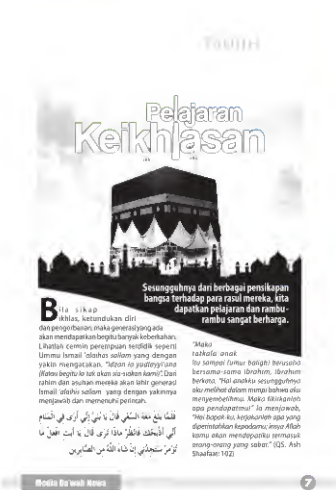 TAUJIH
Pelajaran
Keikhlasan
Sesungguhnya dari berbagai pensikapan
bangsa terhadap para rasul mereka, kita
dapatkan pelajaran dan rambu-
rambu sangat berharga.
Bila sikap
ikhlas, ketundukan diri
dan pengorbanan, maka generasi yang ada
akan mendapatkan begitu banyak keberkahan.
Lihatlah cermin perempuan terdidik seperti
Ummu Ismail 'alaihas sallam yang dengan
yakin mengatakan, "Idzan la yudloyyi'ana
(Kalau begitu Ia tak akan sia-siakan kami)". Dari
rahim dan asuhan mereka akan lahir generasi
Ismail 'alaihis sallam yang dengan yakinnya
menjawab dan memenuhi perintah.
فَلَمَّا بَلَغَ مَعَهُ السَّعْيَ قَالَ يَا بُنَيَّ إِنِّي أَرَى فِي الْمَنَامِ
أَنِّي أَذْبَحُكَ فَانْظُرْ مَاذَا تَرَى قَالَ يَا أَبَتِ افْعَلْ مَا
تُؤْمَرُ سَتَجِدُنِي إِنْ شَاءَ اللَّهُ مِنَ الصَّابِرِينَ
"Maka
tatkala anak
itu sampai (umur baligh) berusaha
bersama-sama Ibrahim, Ibrahim
berkata, "Hai anakku sesungguhnya
aku melihat dalam mimpi bahwa aku
menyembelihmu. Maka fikirkanlah
apa pendapatmu!" Ia menjawab,
"Hai bapak-ku, kerjakanlah apa yang
diperintahkan kepadamu; insya Allah
kamu akan mendapatiku termasuk
orang-orang yang sabar." (QS. Ash
Shaafaat: 102)
Media Da'wah News
7